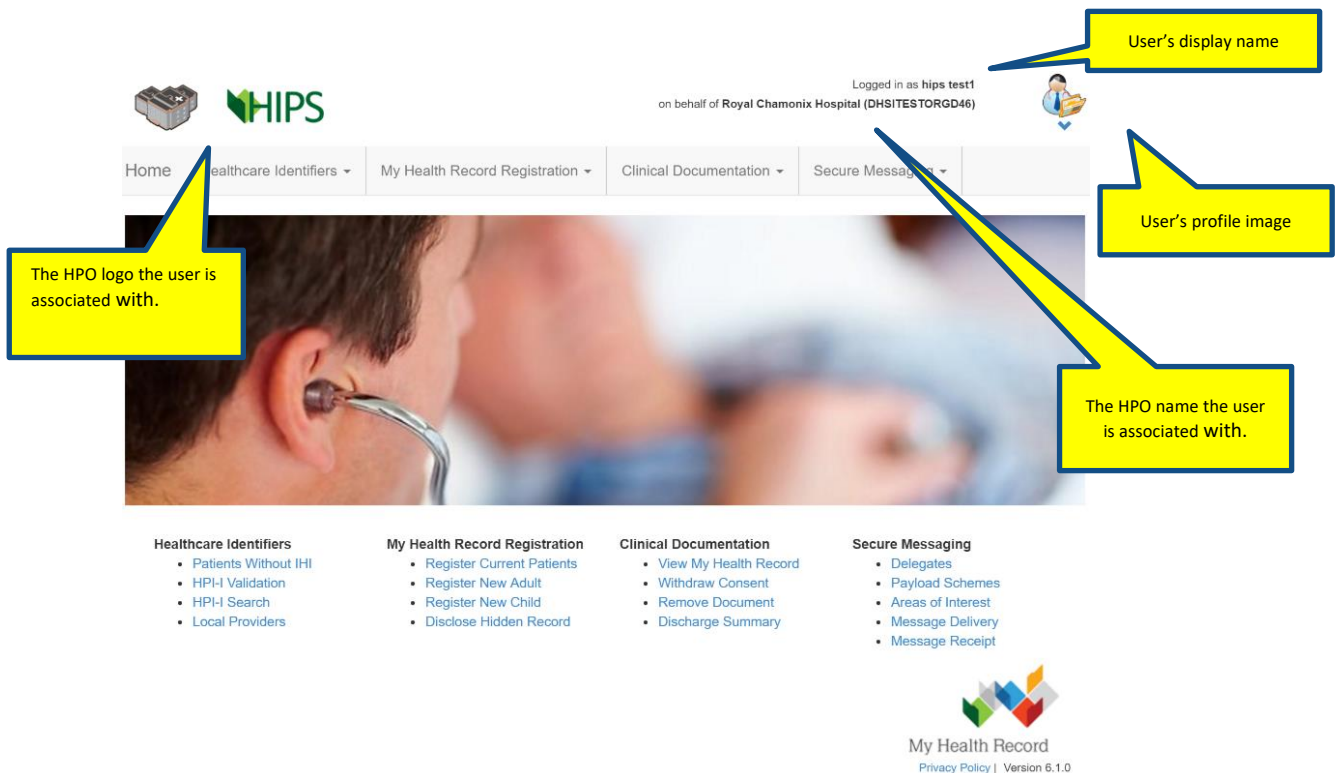 User's display name
Logged in as hips test1
on behalf of Royal Chamonix Hospital (DHSITESTORGD46)
HIPS
Home
ealthcare Identifiers
My Health Record Registration
Clinical Documentation
Secure Messaging
User's profile image
The HPO logo the user is
associated with.
The HPO name the user
is associated with.
Healthcare Identifiers
• Patients Without IHI
• HPI-I Validation
• HPI-I Search
• Local Providers
My Health Record Registration
• Register Current Patients
• Register New Adult
• Register New Child
• Disclose Hidden Record
Clinical Documentation
• View My Health Record
• Withdraw Consent
• Remove Document
• Discharge Summary
Secure Messaging
• Delegates
• Payload Schemes
• Areas of Interest
• Message Delivery
• Message Receipt
My Health Record
Privacy Policy | Version 6.1.0